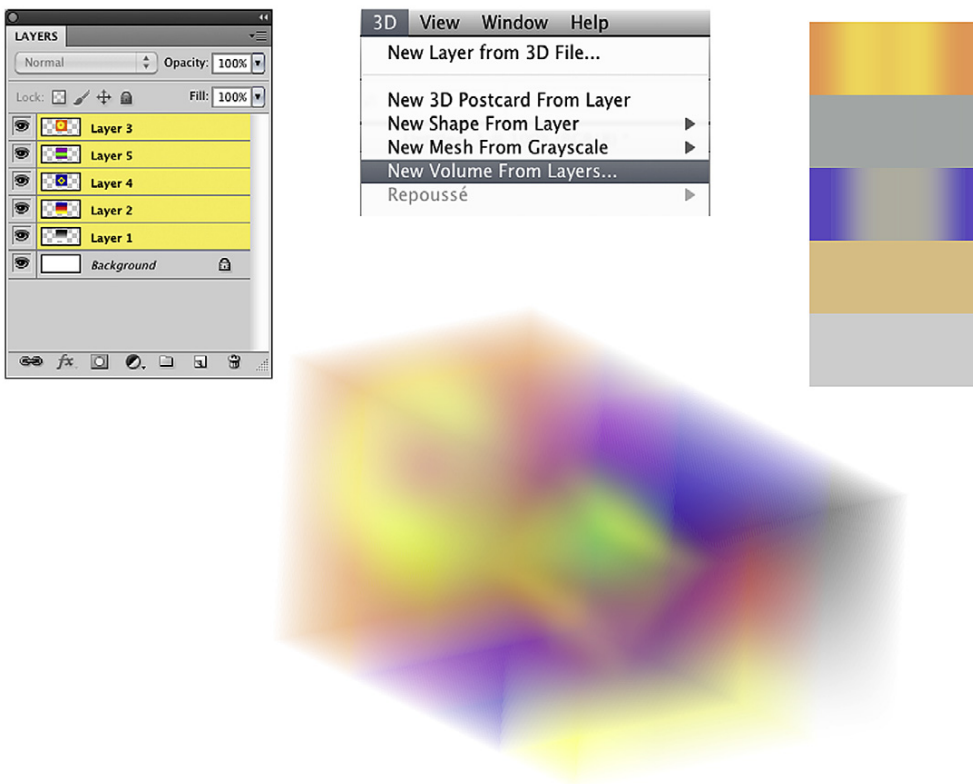 LAYERS
Normal
Opacity: 100%
Lock:
Fill: 100%
Layer 3
Layer 5
Layer 4
Layer 2
Layer 1
Background
fx.
3D View Window Help
New Layer from 3D File...
New 3D Postcard From Layer
New Shape From Layer
New Mesh From Grayscale
New Volume From Layers...
Repoussé